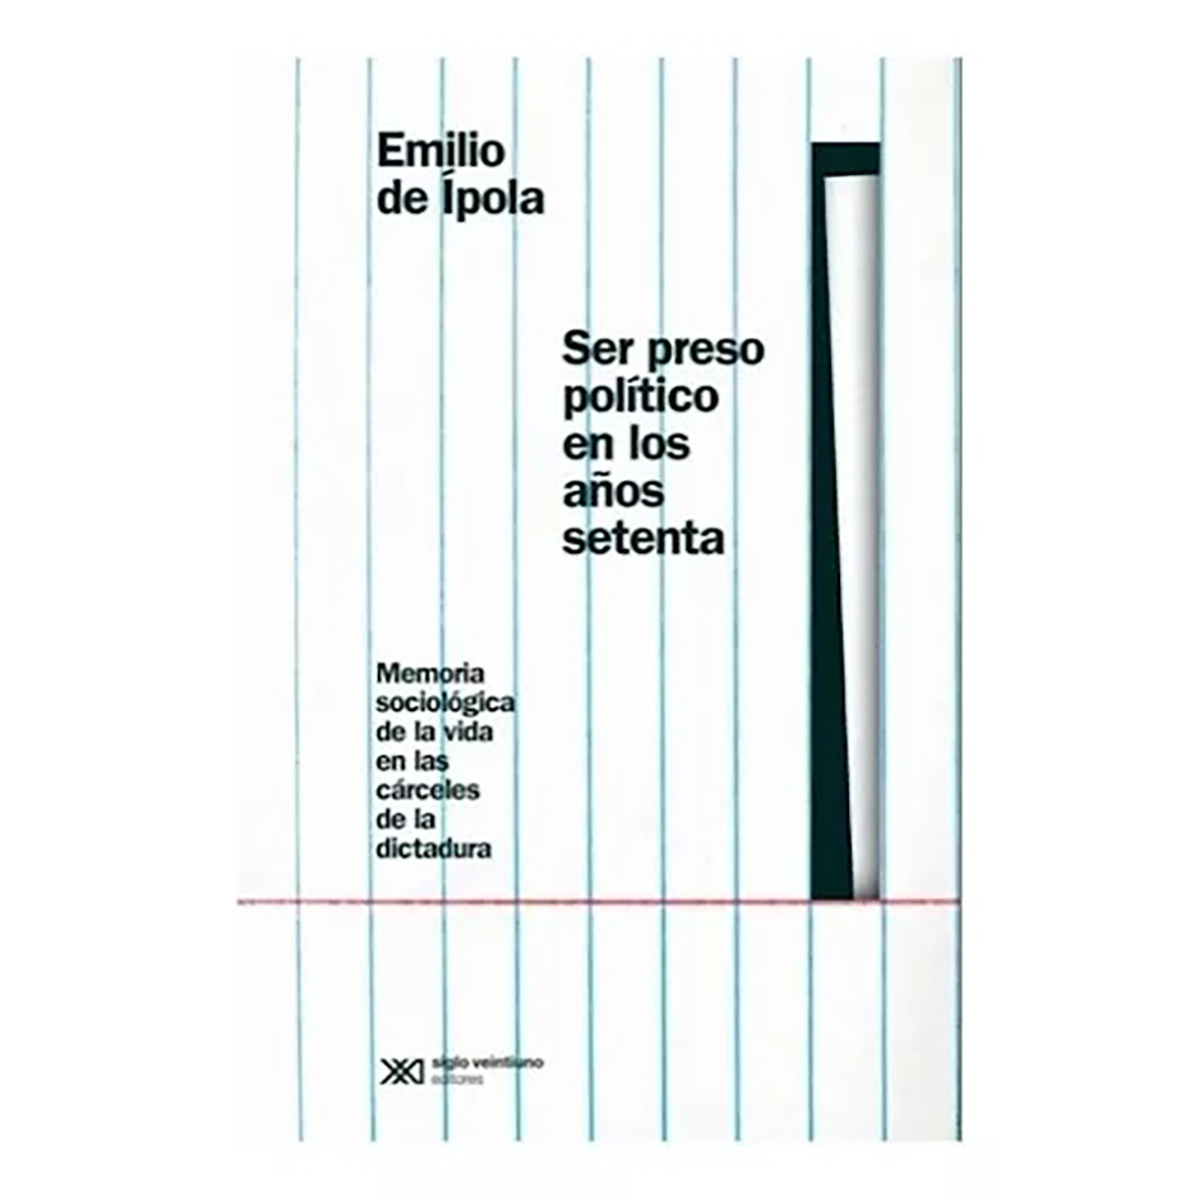 Emilio
de Ípola
Ser preso
político
en los
años
setenta
Memoria
sociológica
de la vida
en las
cárceles
de la
dictadura
siglo veintiuno
editores